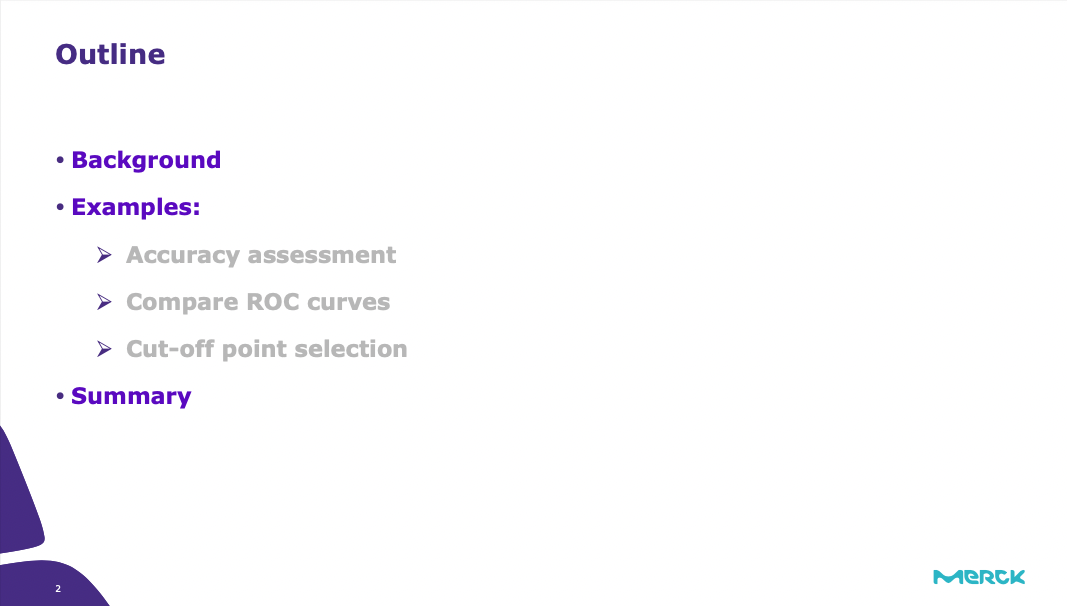 Outline
• Background
• Examples:
➢ Accuracy assessment
➢ Compare ROC curves
➢ Cut-off point selection
• Summary
2
MERCK